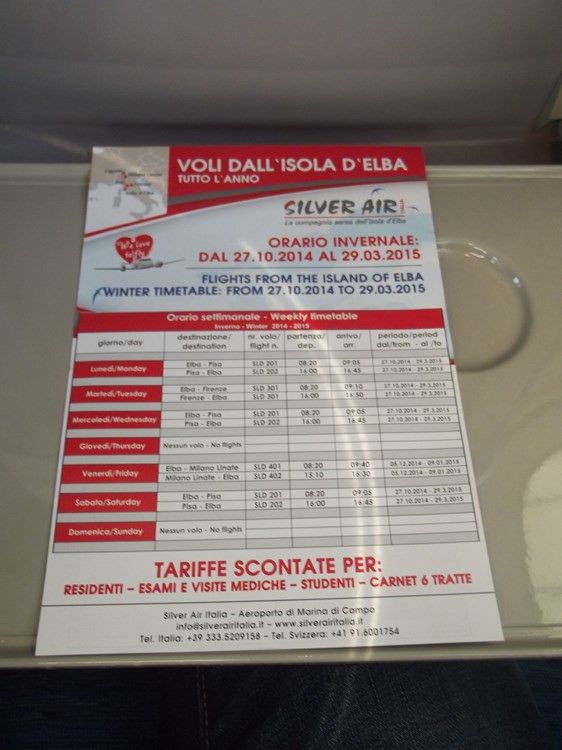 VOLI DALL'ISOLA D'ELBA
TUTTO L'ANNO
SILVER AIR ITALIA
La compagnia aerea dell'Isola d'Elba
We love to fly
ORARIO INVERNALE:
DAL 27.10.2014 AL 29.03.2015
FLIGHTS FROM THE ISLAND OF ELBA
WINTER TIMETABLE: FROM 27.10.2014 TO 29.03.2015
Orario settimanale - Weekly timetable
Inverno - Winter 2014 - 2015
giorno/day destinazione/destination nr. volo/flight n. partenza/dep. arrivo/arr. periodo/period dal/from - al /to
Lunedì/Monday Elba - Pisa SLD 201 08:20 09:05 27.10.2014 - 29.3.2015
Pisa - Elba SLD 202 16:00 16:45 27.10.2014 - 29.3.2015
Martedì/Tuesday Elba - Firenze SLD 301 08:20 09:10 27.10.2014 - 29.3.2015
Firenze - Elba SLD 301 16:00 16:50 27.10.2014 - 29.3.2015
Mercoledì/Wednesday Elba - Pisa SLD 201 08:20 09:05 27.10.2014 - 29.3.2015
Pisa - Elba SLD 202 16:00 16:45 27.10.2014 - 29.3.2015
Giovedì/Thursday Nessun volo - No flights
Venerdì/Friday Elba - Milano Linate SLD 401 08:20 09:40 05.12.2014 - 09.01.2015
Milano Linate - Elba SLD 402 15:10 16:30 05.12.2014 - 09.01.2015
Sabato/Saturday Elba - Pisa SLD 201 08:20 09:05 27.10.2014 - 29.3.2015
Pisa - Elba SLD 202 16:00 16:45 27.10.2014 - 29.3.2015
Domenica/Sunday Nessun volo - No flights
TARIFFE SCONTATE PER:
RESIDENTI – ESAMI E VISITE MEDICHE – STUDENTI – CARNET 6 TRATTE
Silver Air Italia – Aeroporto di Marina di Campo
info@silverairitalia.it – www.silverairitalia.it
Tel. Italia: +39 333.5209158 – Tel. Svizzera: +41 91.6001754